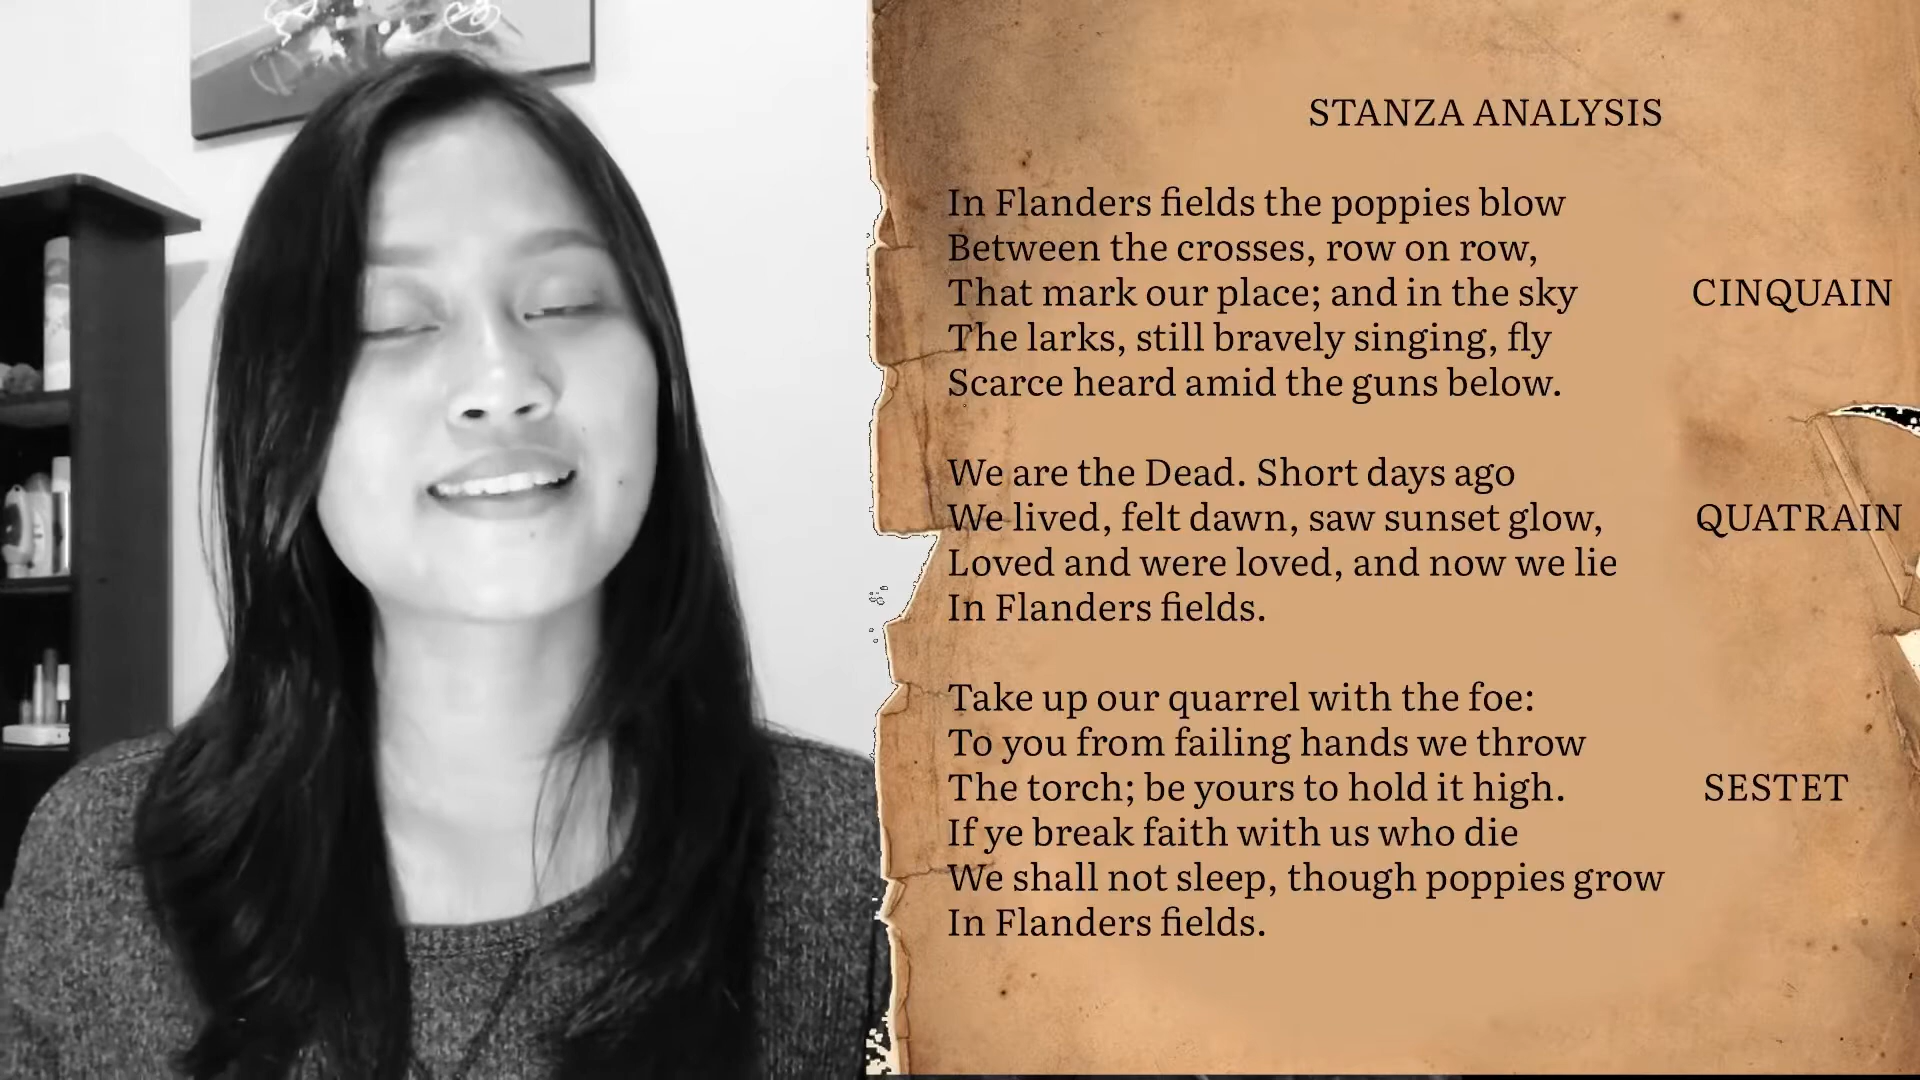 STANZA ANALYSIS
In Flanders fields the poppies blow
Between the crosses, row on row,
That mark our place; and in the sky
CINQUAIN
The larks, still bravely singing, fly
Scarce heard amid the guns below.
We are the Dead. Short days ago
We lived, felt dawn, saw sunset glow,
QUATRAIN
Loved and were loved, and now we lie
In Flanders fields.
Take up our quarrel with the foe:
To you from failing hands we throw
The torch; be yours to hold it high.
SESTET
If ye break faith with us who die
We shall not sleep, though poppies grow
In Flanders fields.